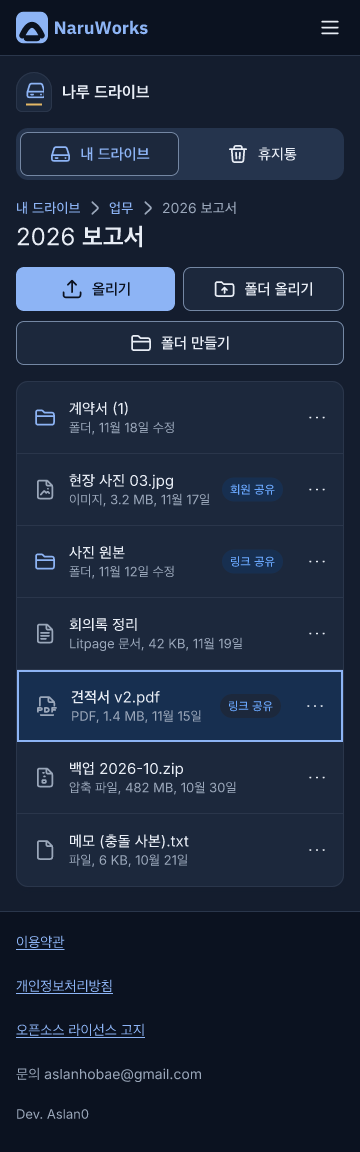 NaruWorks
나루 드라이브
내 드라이브
휴지통
내 드라이브 > 업무 > 2026 보고서
2026 보고서
올리기
폴더 올리기
폴더 만들기
계약서 (1)
폴더, 11월 18일 수정
현장 사진 03.jpg
회원 공유
이미지, 3.2 MB, 11월 17일
사진 원본
링크 공유
폴더, 11월 12일 수정
회의록 정리
Litpage 문서, 42 KB, 11월 19일
PDF
견적서 v2.pdf
링크 공유
PDF, 1.4 MB, 11월 15일
백업 2026-10.zip
압축 파일, 482 MB, 10월 30일
메모 (충돌 사본).txt
파일, 6 KB, 10월 21일
이용약관
개인정보처리방침
오픈소스 라이선스 고지
문의 aslanhobae@gmail.com
Dev. Aslan0